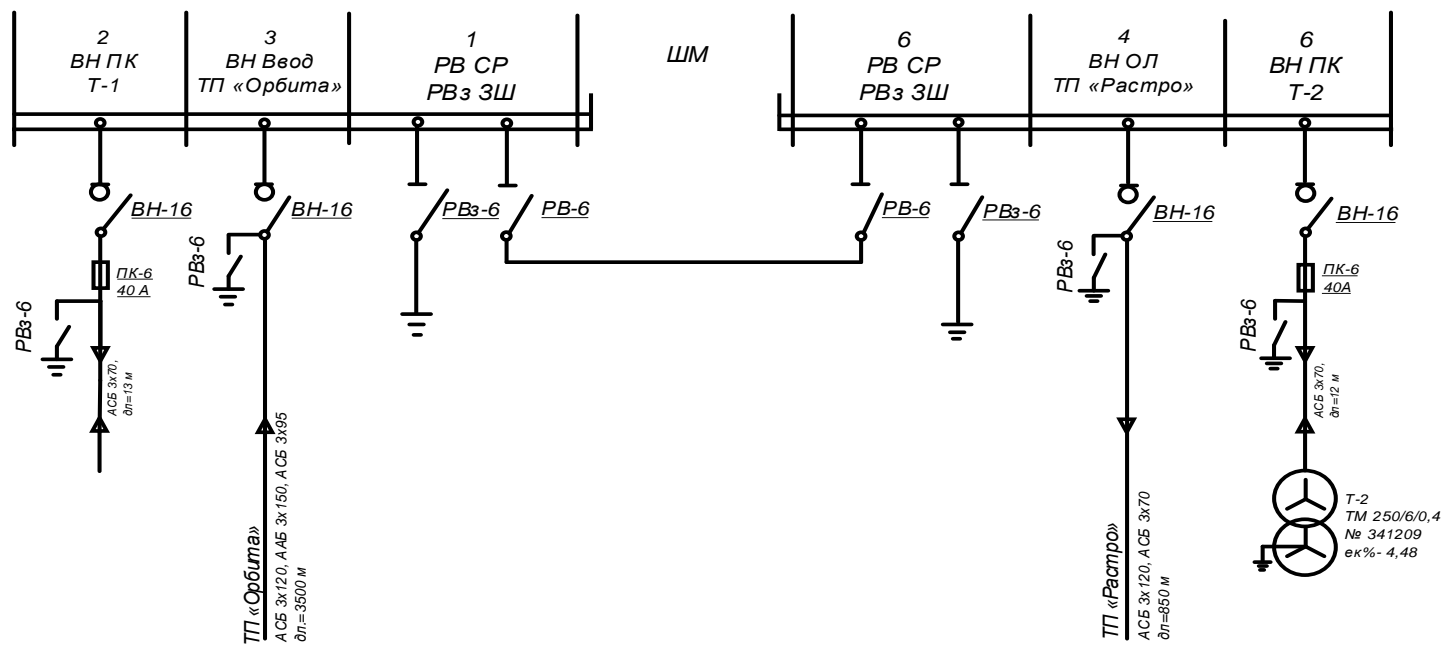 2
ВН ПК
Т-1
3
ВН Ввод
ТП «Орбита»
1
РВ СР
РВз ЗШ
ШМ
6
РВ СР
РВз ЗШ
4
ВН ОЛ
ТП «Растро»
6
ВН ПК
Т-2
ВН-16
ВН-16
РВз-6
РВ-6
РВ-6
РВз-6
ВН-16
ВН-16
РВз-6
РВз-6
ПК-6
40 А
РВз-6
ПК-6
40А
РВз-6
АСБ 3х70,
дл=13 м
АСБ 3х70,
дл=12 м
ТП «Орбита»
АСБ 3х120, ААБ 3х150, АСБ 3х95
дл.=3500 м
ТП «Растро»
АСБ 3х120, АСБ 3х70
дл=850 м
Т-2
ТМ 250/6/0,4
№ 341209
ек%- 4,48